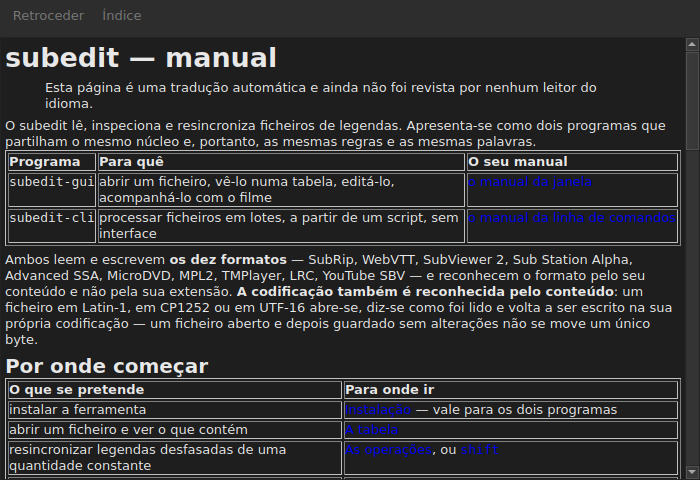 Retroceder Índice
subedit — manual
Esta página é uma tradução automática e ainda não foi revista por nenhum leitor do
idioma.
O subedit lê, inspeciona e resincroniza ficheiros de legendas. Apresenta-se como dois programas que
partilham o mesmo núcleo e, portanto, as mesmas regras e as mesmas palavras.
Programa Para quê O seu manual
subedit-gui abrir um ficheiro, vê-lo numa tabela, editá-lo, o manual da janela
acompanhá-lo com o filme
subedit-cli processar ficheiros em lotes, a partir de um script, sem o manual da linha de comandos
interface
Ambos leem e escrevem os dez formatos — SubRip, WebVTT, SubViewer 2, Sub Station Alpha,
Advanced SSA, MicroDVD, MPL2, TMPlayer, LRC, YouTube SBV — e reconhecem o formato pelo seu
conteúdo e não pela sua extensão. A codificação também é reconhecida pelo conteúdo: um
ficheiro em Latin-1, em CP1252 ou em UTF-16 abre-se, diz-se como foi lido e volta a ser escrito na sua
própria codificação — um ficheiro aberto e depois guardado sem alterações não se move um único
byte.
Por onde começar
O que se pretende Para onde ir
instalar a ferramenta Instalação — vale para os dois programas
abrir um ficheiro e ver o que contém A tabela
resincronizar legendas desfasadas de uma As operações, ou shift
quantidade constante